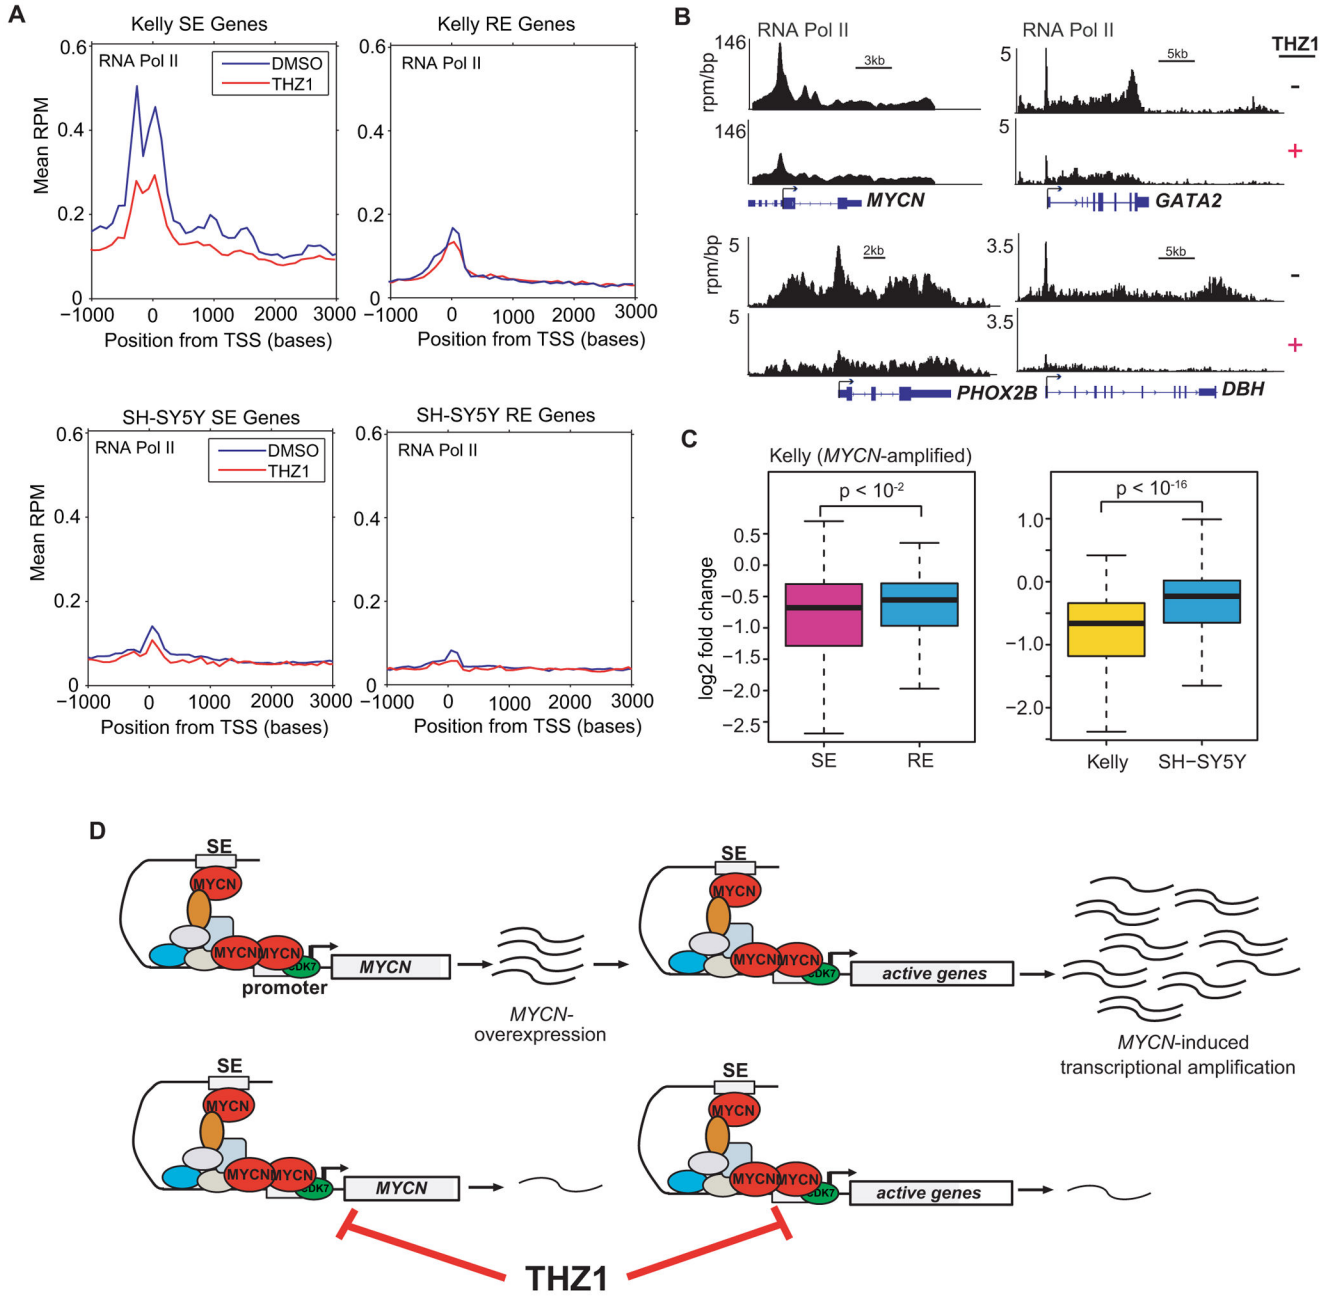 A
Kelly SE Genes
Kelly RE Genes
0.6
RNA Pol II
DMSO
THZ1
0.4
0.2
0
Mean RPM
−1000 0 1000 2000 3000
Position from TSS (bases)
0.6
RNA Pol II
0.4
0.2
0
−1000 0 1000 2000 3000
Position from TSS (bases)
SH-SY5Y SE Genes
SH-SY5Y RE Genes
0.6
RNA Pol II
DMSO
THZ1
0.4
0.2
0
Mean RPM
−1000 0 1000 2000 3000
Position from TSS (bases)
0.6
RNA Pol II
0.4
0.2
0
−1000 0 1000 2000 3000
Position from TSS (bases)
B
RNA Pol II
RNA Pol II
THZ1
146
rpm/bp
3kb
146
MYCN
5
5kb
-
5
+
GATA2
5
rpm/bp
2kb
5
PHOX2B
3.5
5kb
-
3.5
+
DBH
C
Kelly (MYCN-amplified)
p < 10-2
0.5
0.0
−0.5
−1.0
−1.5
−2.0
−2.5
log2 fold change
SE
RE
p < 10-16
1.0
0.0
−1.0
−2.0
Kelly
SH−SY5Y
D
SE
MYCN
MYCN
MYCN
CDK7
promoter
MYCN
MYCN-
overexpression
SE
MYCN
MYCN
MYCN
CDK7
active genes
MYCN-induced
transcriptional amplification
SE
MYCN
MYCN
MYCN
CDK7
MYCN
SE
MYCN
MYCN
MYCN
CDK7
active genes
THZ1